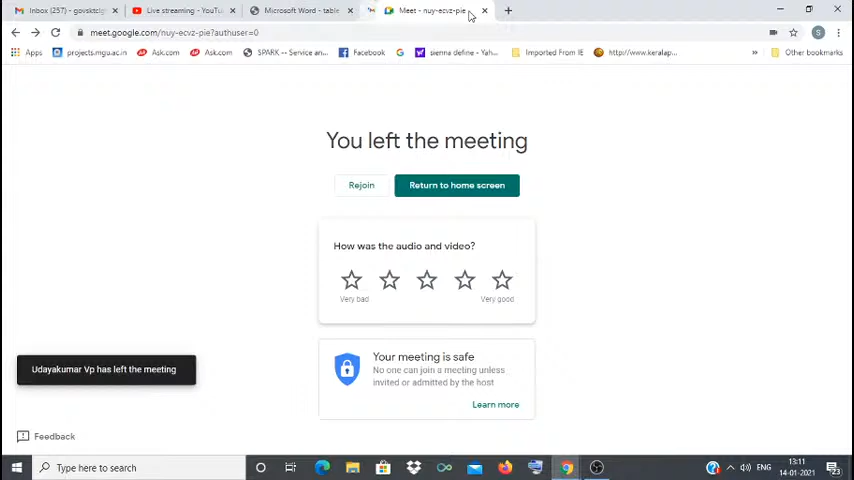 Inbox (257) - govsktclg
Live streaming - YouTu
Microsoft Word - table
Meet - nuy-ecvz-pie
meet.google.com/nuy-ecvz-pie?authuser=0
Apps
projects.mgu.ac.in
Ask.com
Ask.com
SPARK -- Service an...
Facebook
sienna define - Yah...
Imported From IE
http://www.keralap...
»
Other bookmarks
You left the meeting
Rejoin
Return to home screen
How was the audio and video?
Very bad
Very good
Your meeting is safe
No one can join a meeting unless
invited or admitted by the host
Learn more
Udayakumar Vp has left the meeting
Feedback
Type here to search
ENG
13:11
14-01-2021
23